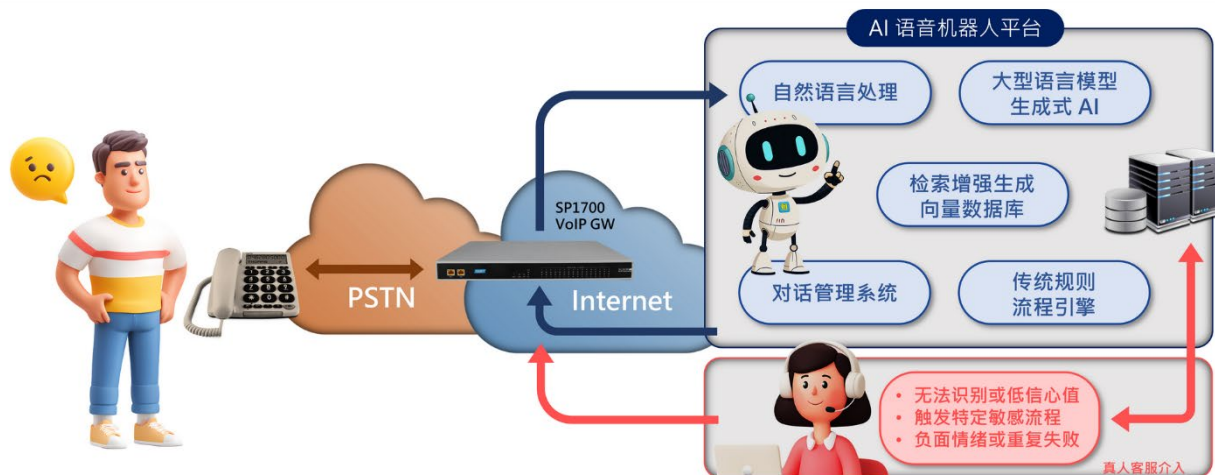 AI 语音机器人平台
自然语言处理
大型语言模型
生成式 AI
检索增强生成
向量数据库
对话管理系统
传统规则
流程引擎
SP1700
VoIP GW
PSTN
Internet
• 无法识别或低信心值
• 触发特定敏感流程
• 负面情绪或重复失败
真人客服介入